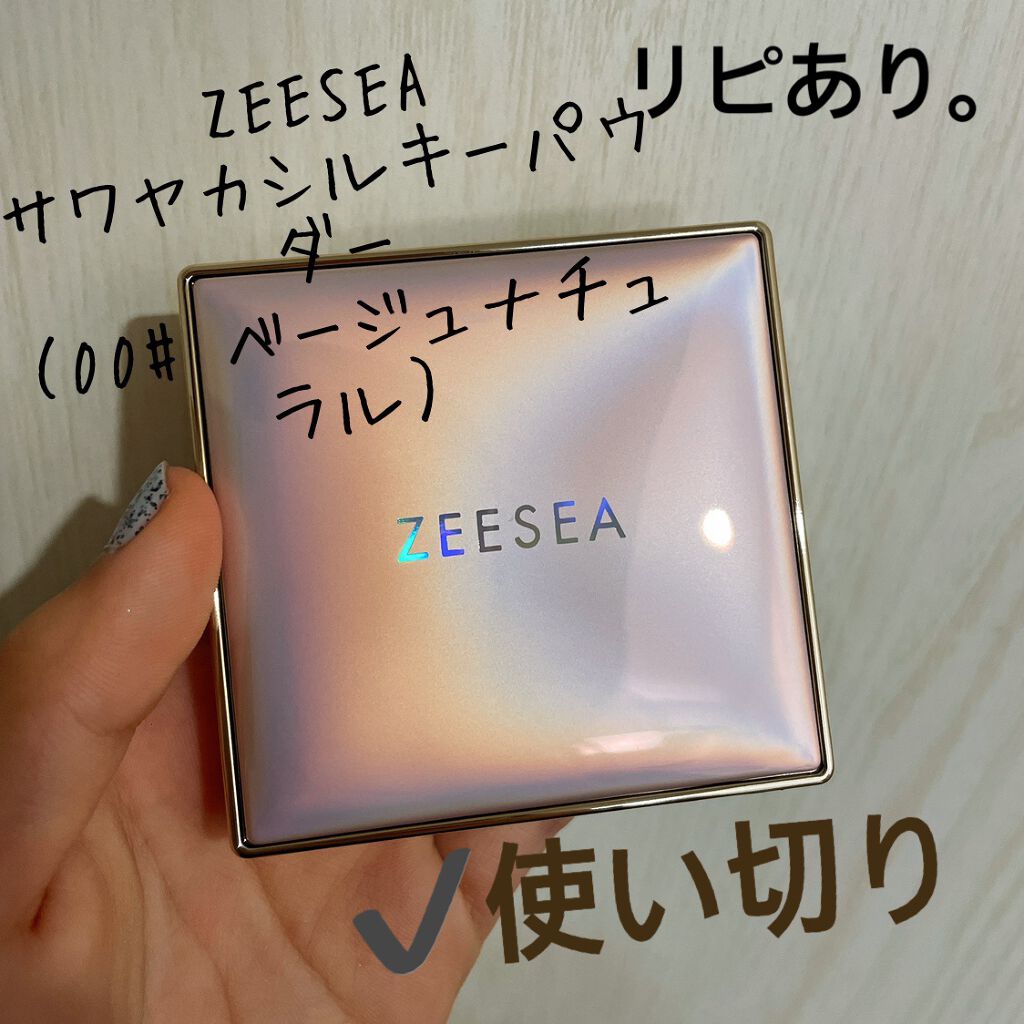 リピあり。
ZEESEA
サワヤカシルキーパウ
ダー
(00# ベージュナチュ
ラル)
ZEESEA
✓使い切り